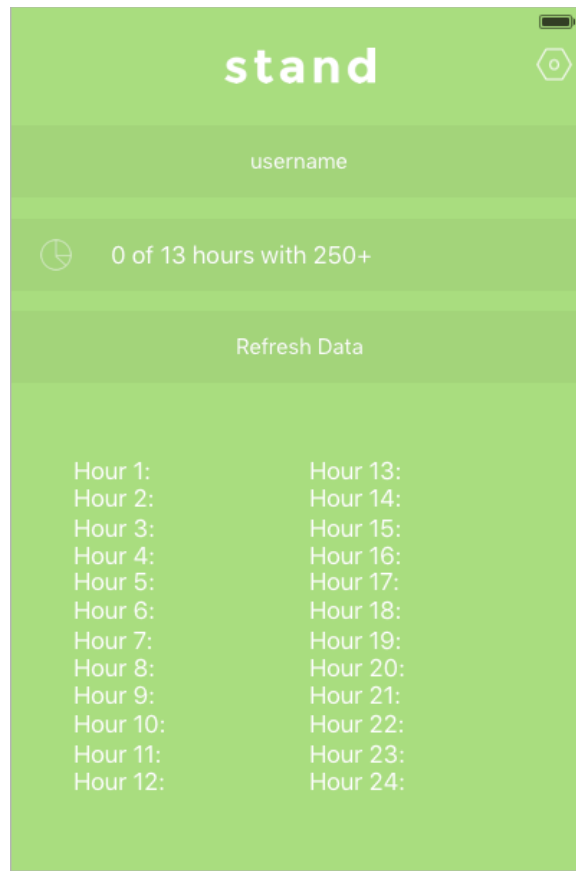 stand
username
0 of 13 hours with 250+
Refresh Data
Hour 1:
Hour 2:
Hour 3:
Hour 4:
Hour 5:
Hour 6:
Hour 7:
Hour 8:
Hour 9:
Hour 10:
Hour 11:
Hour 12:
Hour 13:
Hour 14:
Hour 15:
Hour 16:
Hour 17:
Hour 18:
Hour 19:
Hour 20:
Hour 21:
Hour 22:
Hour 23:
Hour 24: